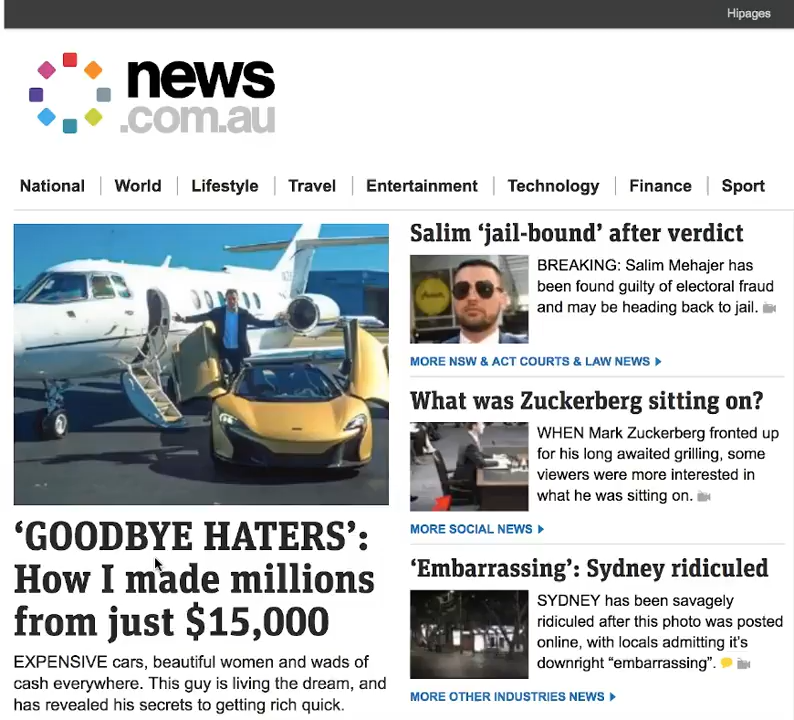 Hipages
news
.com.au
National
World
Lifestyle
Travel
Entertainment
Technology
Finance
Sport
‘GOODBYE HATERS’:
How I made millions
from just $15,000
EXPENSIVE cars, beautiful women and wads of
cash everywhere. This guy is living the dream, and
has revealed his secrets to getting rich quick.
Salim ‘jail-bound’ after verdict
BREAKING: Salim Mehajer has
been found guilty of electoral fraud
and may be heading back to jail.
MORE NSW & ACT COURTS & LAW NEWS
What was Zuckerberg sitting on?
WHEN Mark Zuckerberg fronted up
for his long awaited grilling, some
viewers were more interested in
what he was sitting on.
MORE SOCIAL NEWS
‘Embarrassing’: Sydney ridiculed
SYDNEY has been savagely
ridiculed after this photo was posted
online, with locals admitting it’s
downright “embarrassing”.
MORE OTHER INDUSTRIES NEWS